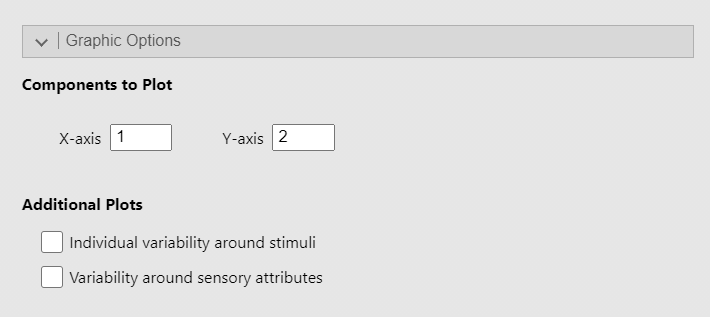 Graphic Options
Components to Plot
X-axis 1 Y-axis 2
Additional Plots
Individual variability around stimuli
Variability around sensory attributes